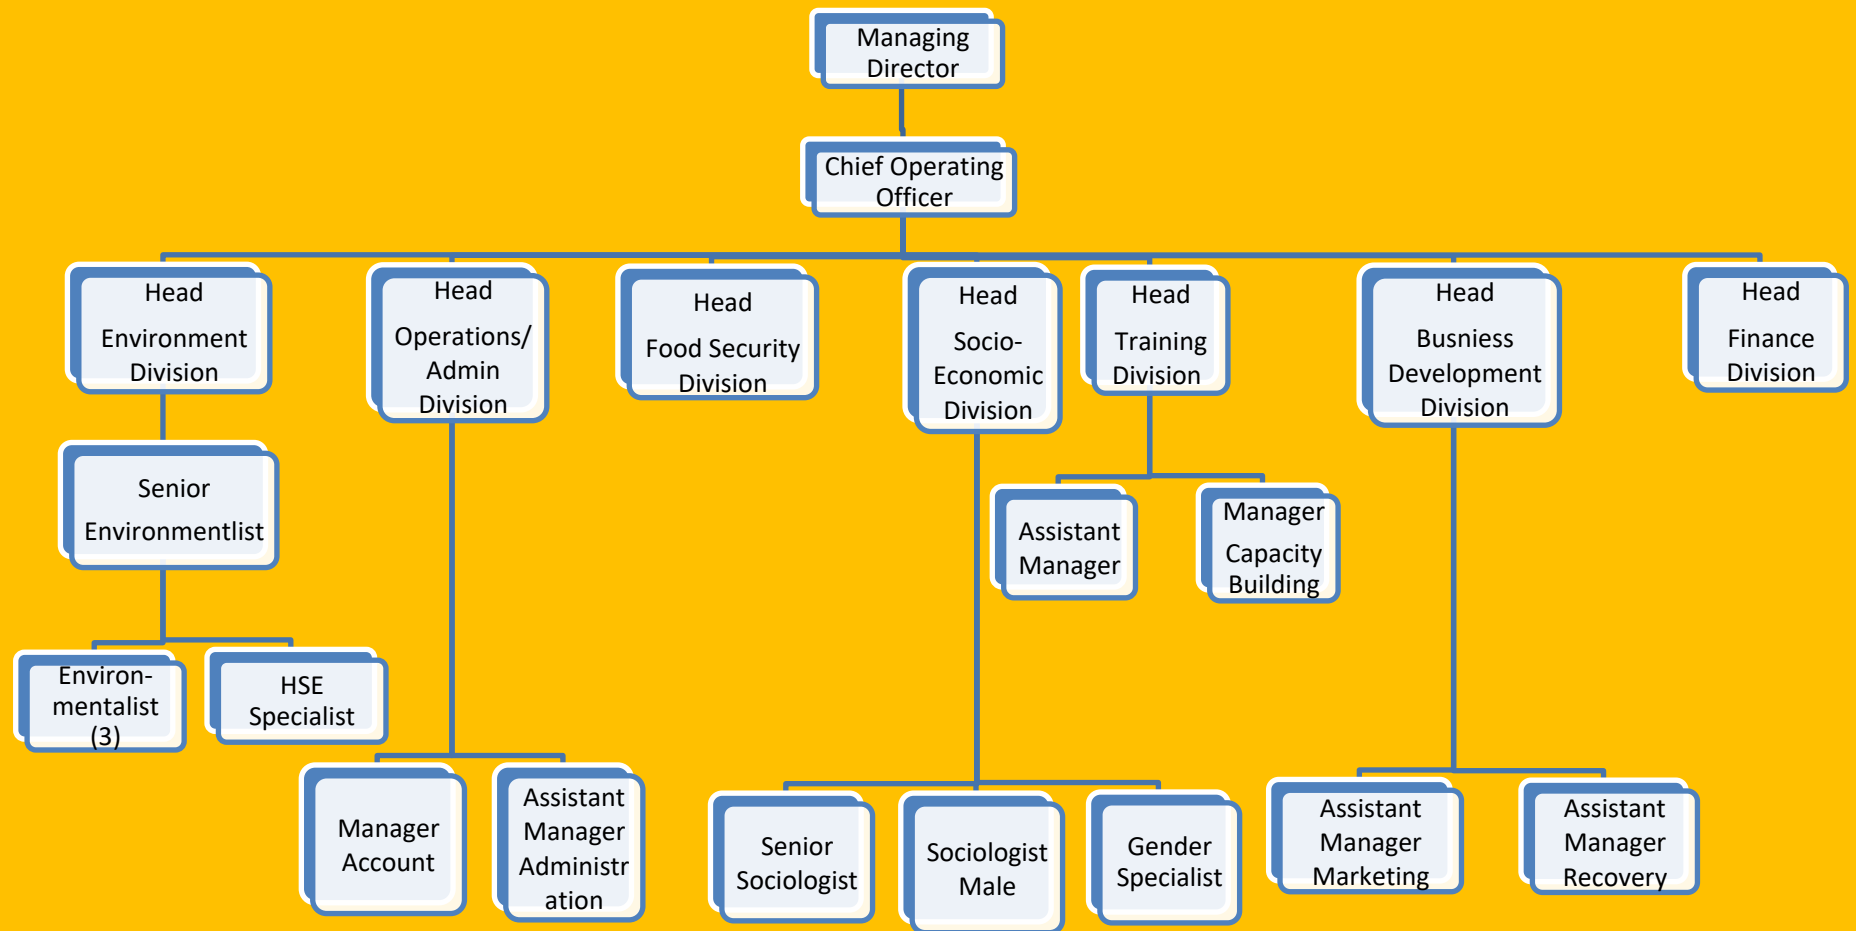 Managing
Director
Chief Operating
Officer
Head
Environment
Division
Head
Operations/
Admin
Division
Head
Food Security
Division
Head
Socio-
Economic
Division
Head
Training
Division
Head
Busniess
Development
Division
Head
Finance
Division
Senior
Environmentlist
Assistant
Manager
Manager
Capacity
Building
Environ-
mentalist
(3)
HSE
Specialist
Manager
Account
Assistant
Manager
Administr
ation
Senior
Sociologist
Sociologist
Male
Gender
Specialist
Assistant
Manager
Marketing
Assistant
Manager
Recovery